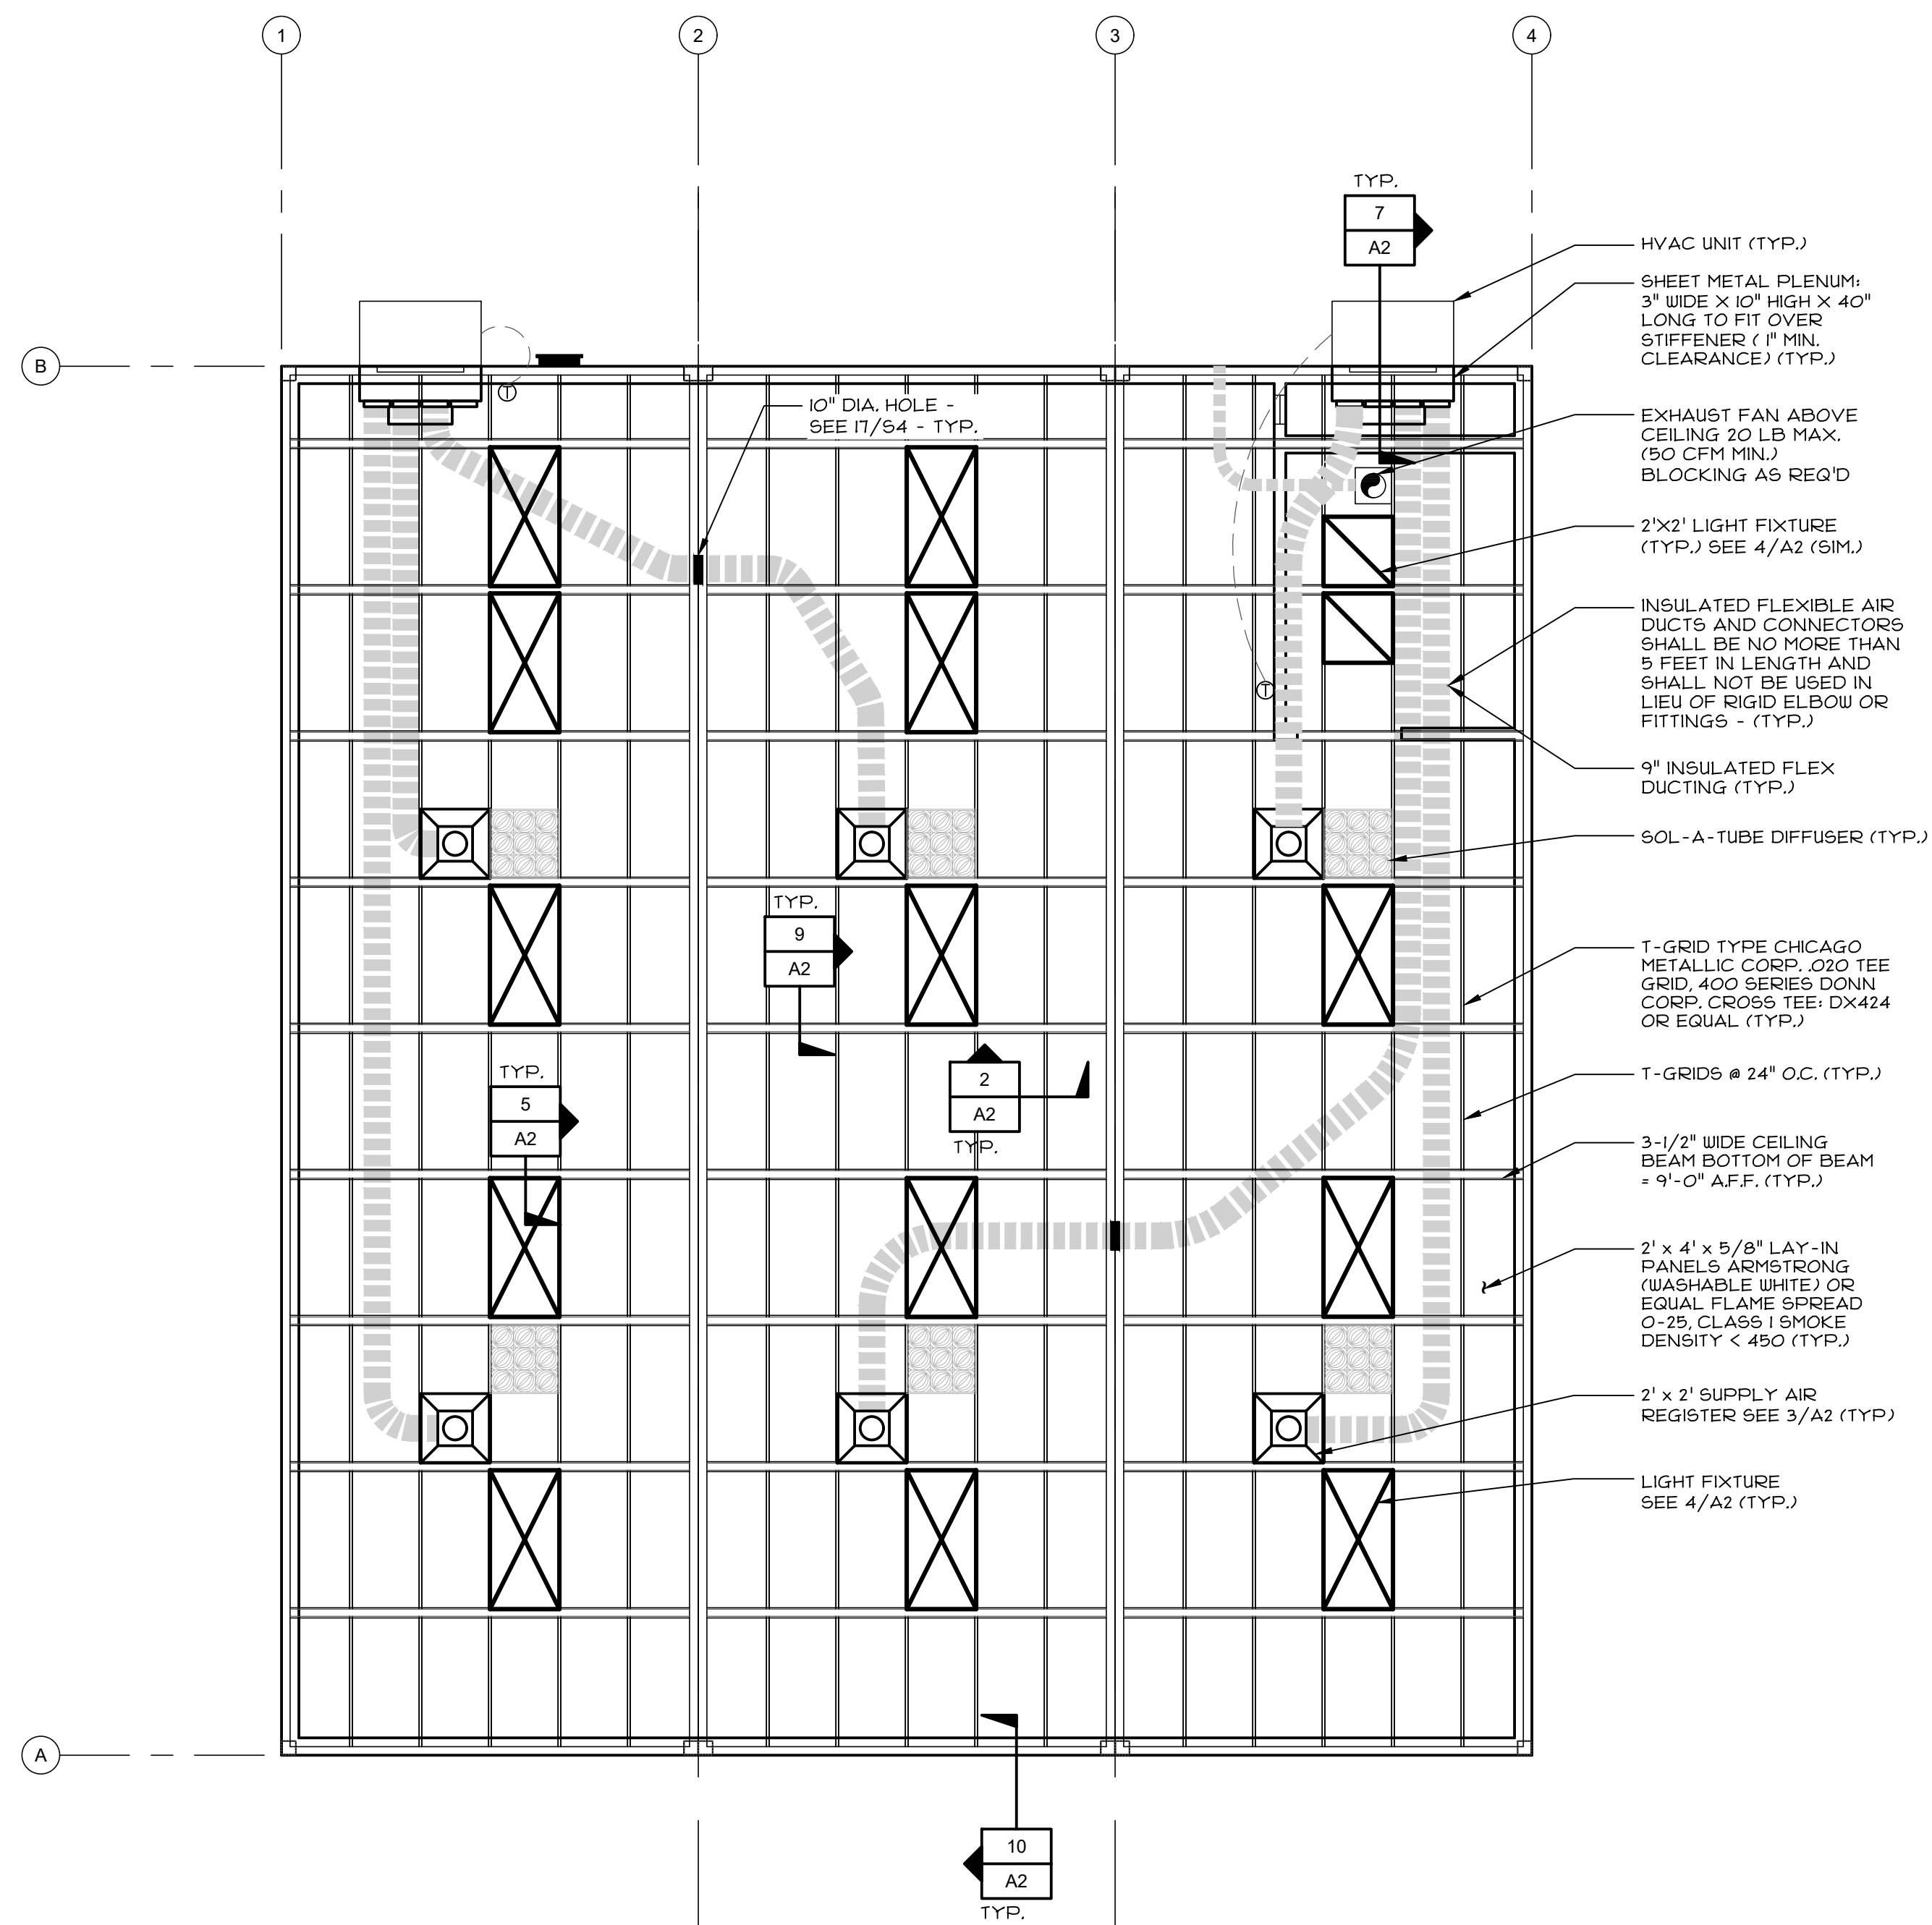 1
2
3
4
TYP.
7
A2
HVAC UNIT (TYP.)
SHEET METAL PLENUM:
3" WIDE X 10" HIGH X 40"
LONG TO FIT OVER
STIFFENER ( 1" MIN.
CLEARANCE) (TYP.)
B
T
10" DIA. HOLE -
SEE 17/S4 - TYP.
EXHAUST FAN ABOVE
CEILING 20 LB MAX.
(50 CFM MIN.)
BLOCKING AS REQ'D
2'X2' LIGHT FIXTURE
(TYP.) SEE 4/A2 (SIM.)
INSULATED FLEXIBLE AIR
DUCTS AND CONNECTORS
SHALL BE NO MORE THAN
5 FEET IN LENGTH AND
SHALL NOT BE USED IN
LIEU OF RIGID ELBOW OR
FITTINGS - (TYP.)
T
9" INSULATED FLEX
DUCTING (TYP.)
SOL-A-TUBE DIFFUSER (TYP.)
TYP.
9
A2
T-GRID TYPE CHICAGO
METALLIC CORP. .020 TEE
GRID, 400 SERIES DONN
CORP. CROSS TEE: DX424
OR EQUAL (TYP.)
TYP.
5
A2
2
A2
TYP.
T-GRIDS @ 24" O.C. (TYP.)
3-1/2" WIDE CEILING
BEAM BOTTOM OF BEAM
= 9'-0" A.F.F. (TYP.)
2' x 4' x 5/8" LAY-IN
PANELS ARMSTRONG
(WASHABLE WHITE) OR
EQUAL FLAME SPREAD
0-25, CLASS 1 SMOKE
DENSITY < 450 (TYP.)
2' x 2' SUPPLY AIR
REGISTER SEE 3/A2 (TYP)
LIGHT FIXTURE
SEE 4/A2 (TYP.)
A
10
A2
TYP.